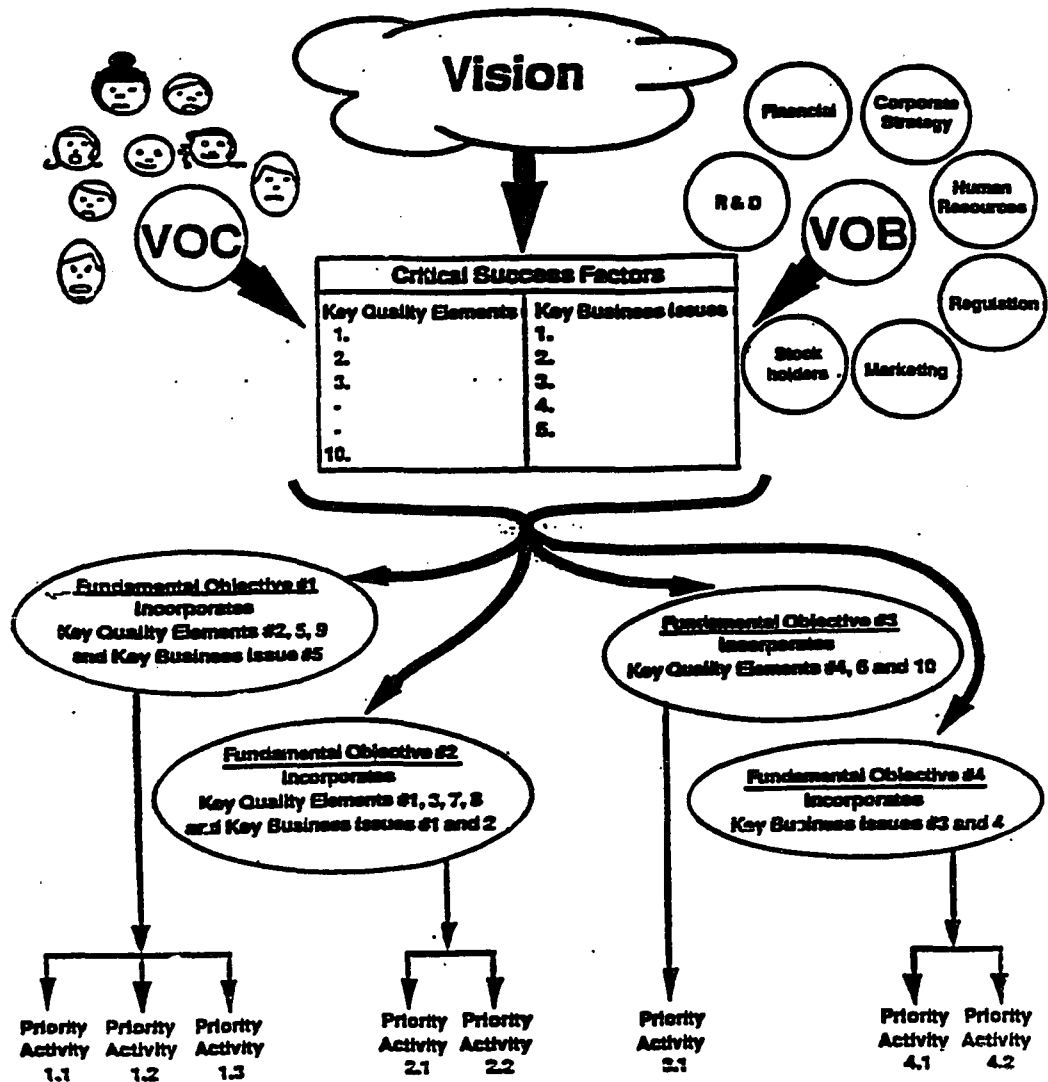 Vision
VOC
Financial
Corporate
Strategy
R & D
VOB
Human
Resources
Regulation
Stock
holders
Marketing
Critical Success Factors
Key Quality Elements
1.
2.
3.
-
-
10.
Key Business Issues
1.
2.
3.
4.
5.
Fundamental Objective #1
Incorporates
Key Quality Elements #2, 5, 9
and Key Business Issue #5
Fundamental Objective #2
Incorporates
Key Quality Elements #1, 3, 7, 8
and Key Business Issues #1 and 2
Fundamental Objective #3
Incorporates
Key Quality Elements #4, 6 and 10
Fundamental Objective #4
Incorporates
Key Business Issues #3 and 4
Priority
Activity
1.1
Priority
Activity
1.2
Priority
Activity
1.3
Priority
Activity
2.1
Priority
Activity
2.2
Priority
Activity
3.1
Priority
Activity
4.1
Priority
Activity
4.2